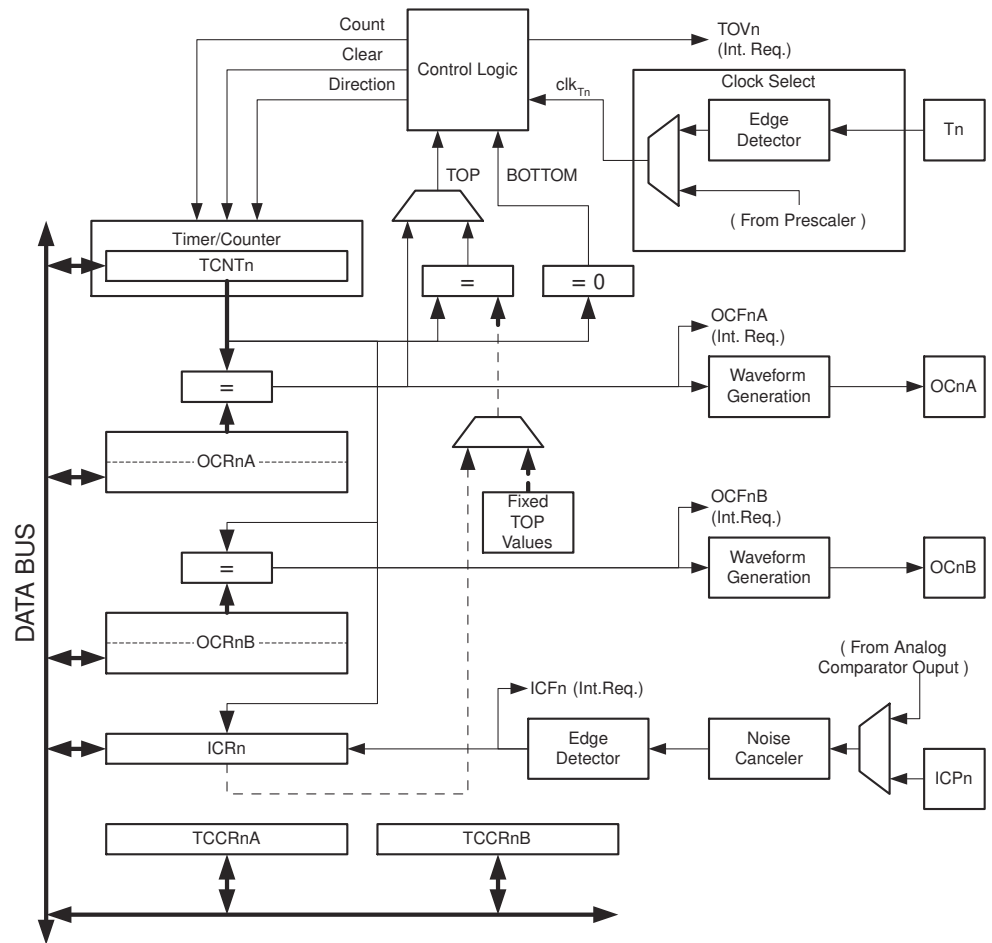 Count
Clear
Direction
Control Logic
TOVn
(Int. Req.)
clkTn
Clock Select
Edge
Detector
Tn
( From Prescaler )
TOP
BOTTOM
Timer/Counter
TCNTn
=
= 0
OCFnA
(Int. Req.)
=
Waveform
Generation
OCnA
OCRnA
Fixed
TOP
Values
OCFnB
(Int.Req.)
=
Waveform
Generation
OCnB
OCRnB
DATA BUS
( From Analog
Comparator Ouput )
ICFn (Int.Req.)
ICRn
Edge
Detector
Noise
Canceler
ICPn
TCCRnA
TCCRnB